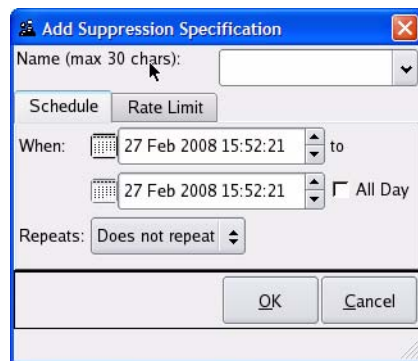 Add Suppression Specification
Name (max 30 chars):
Schedule Rate Limit
When: 27 Feb 2008 15:52:21 to
27 Feb 2008 15:52:21 All Day
Repeats: Does not repeat
OK Cancel